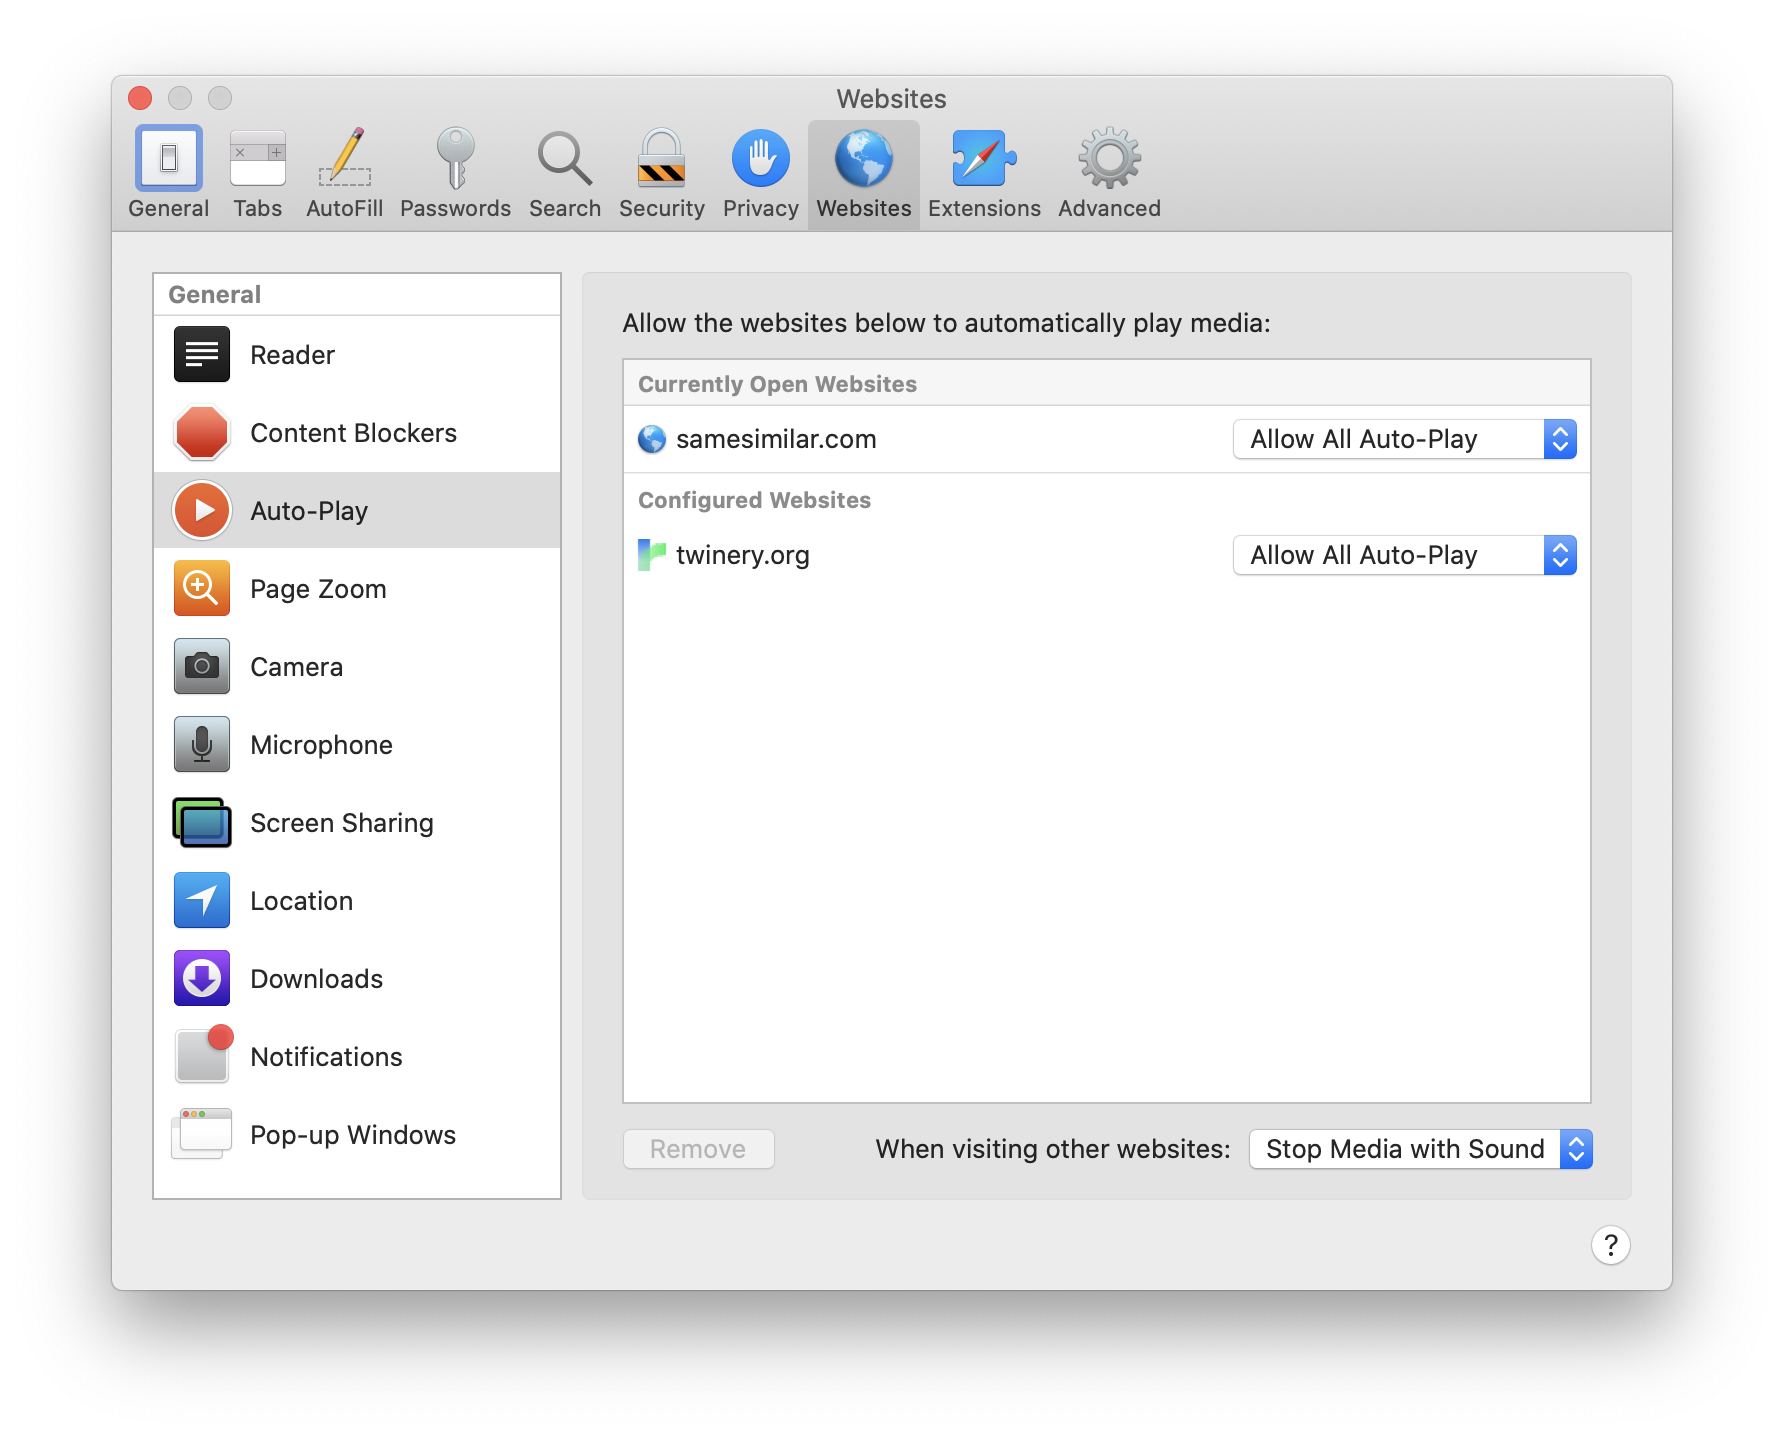 Websites
General Tabs AutoFill Passwords Search Security Privacy Websites Extensions Advanced
General
Reader
Content Blockers
Auto-Play
Page Zoom
Camera
Microphone
Screen Sharing
Location
Downloads
Notifications
Pop-up Windows
Allow the websites below to automatically play media:
Currently Open Websites
samesimilar.com Allow All Auto-Play
Configured Websites
twinery.org Allow All Auto-Play
Remove When visiting other websites: Stop Media with Sound
?